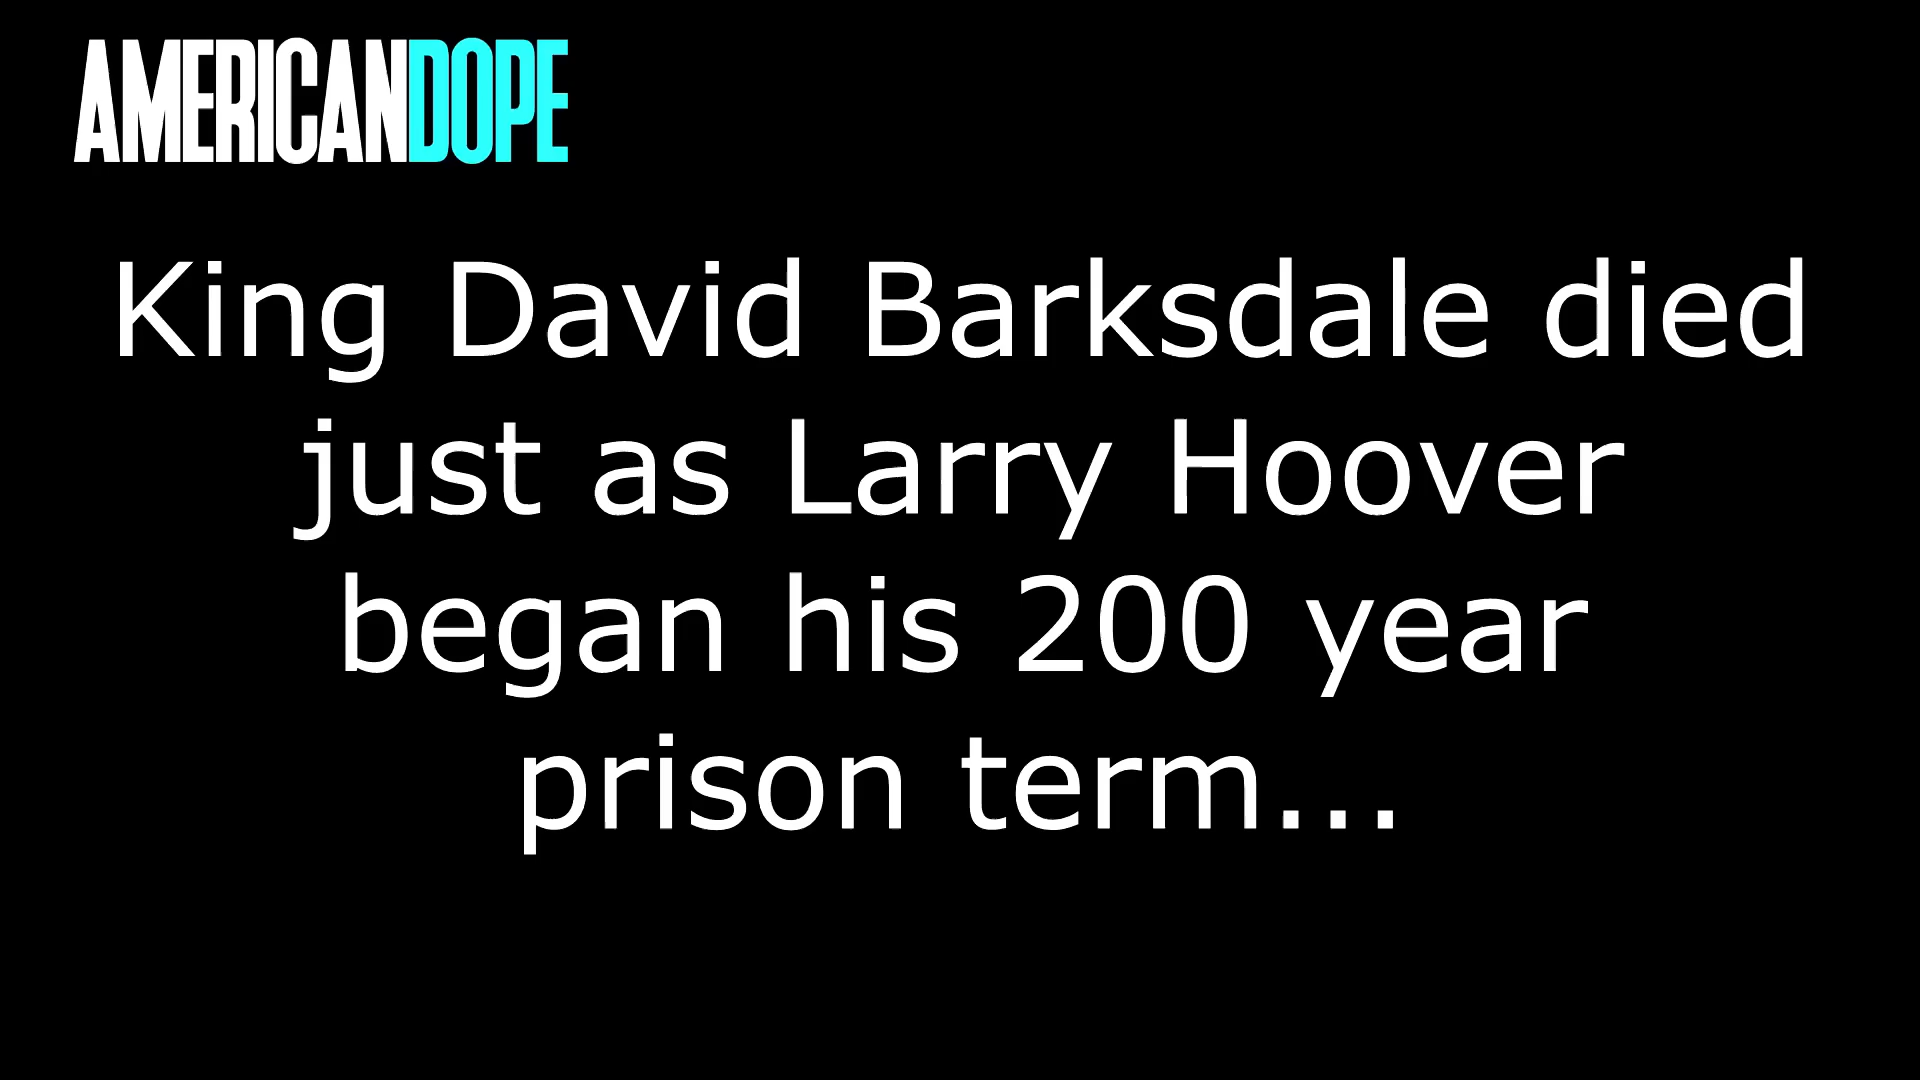 AMERICANDOPE
King David Barksdale died
just as Larry Hoover
began his 200 year
prison term...